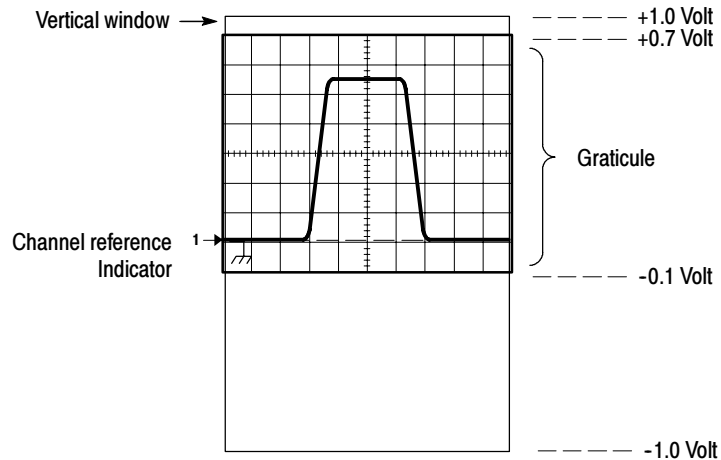 Vertical window
+1.0 Volt
+0.7 Volt
Graticule
1
Channel reference
Indicator
-0.1 Volt
-1.0 Volt